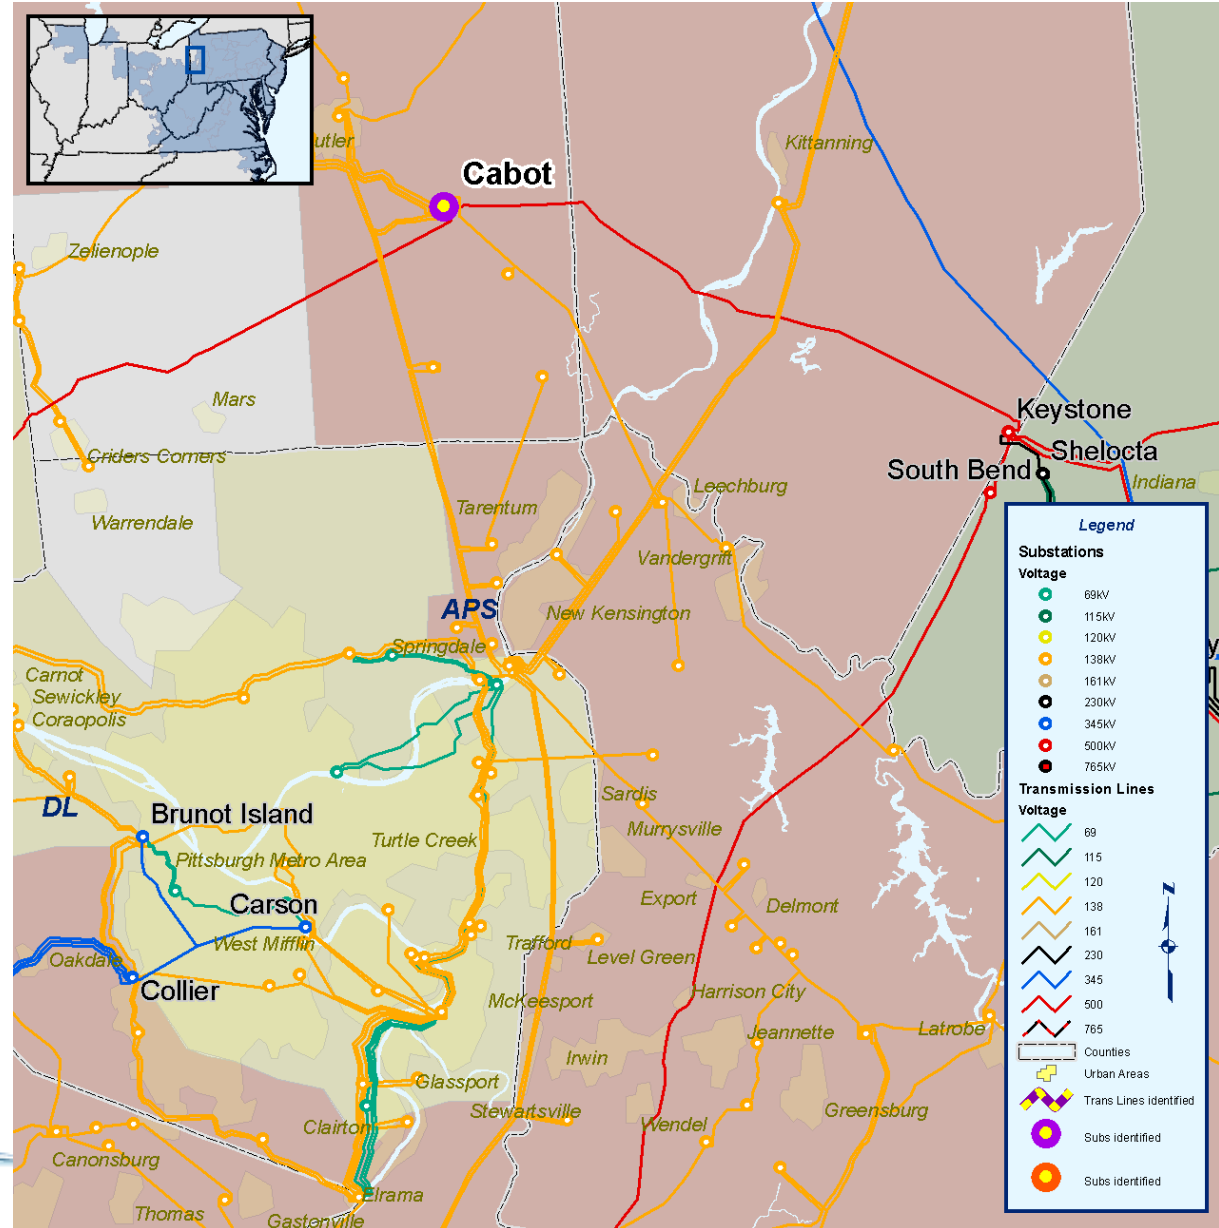 utler
Kittanning
Cabot
Zelienople
Mars
Keystone
Criders Corners
Shelocta
South Bend
Indiana
Leechburg
Tarentum
Warrendale
Vandergrift
APS
New Kensington
Springdale
Carnot
Sewickley
Coraopolis
DL
Brunot Island
Sardis
Murrysville
Turtle Creek
Pittsburgh Metro Area
Export
Delmont
Carson
West Mifflin
Trafford
Level Green
Oakdale
Collier
McKeesport
Harrison City
Jeannette
Latrobe
Irwin
Glassport
Stewartsville
Wendel
Greensburg
Clairton
Canonsburg
Elrama
Thomas
Gastonville
Legend
Substations
Voltage
69kV
115kV
120kV
138kV
161kV
230kV
345kV
500kV
765kV
Transmission Lines
Voltage
69
115
120
138
161
230
345
500
765
Counties
Urban Areas
Trans Lines identified
Subs identified
Subs identified